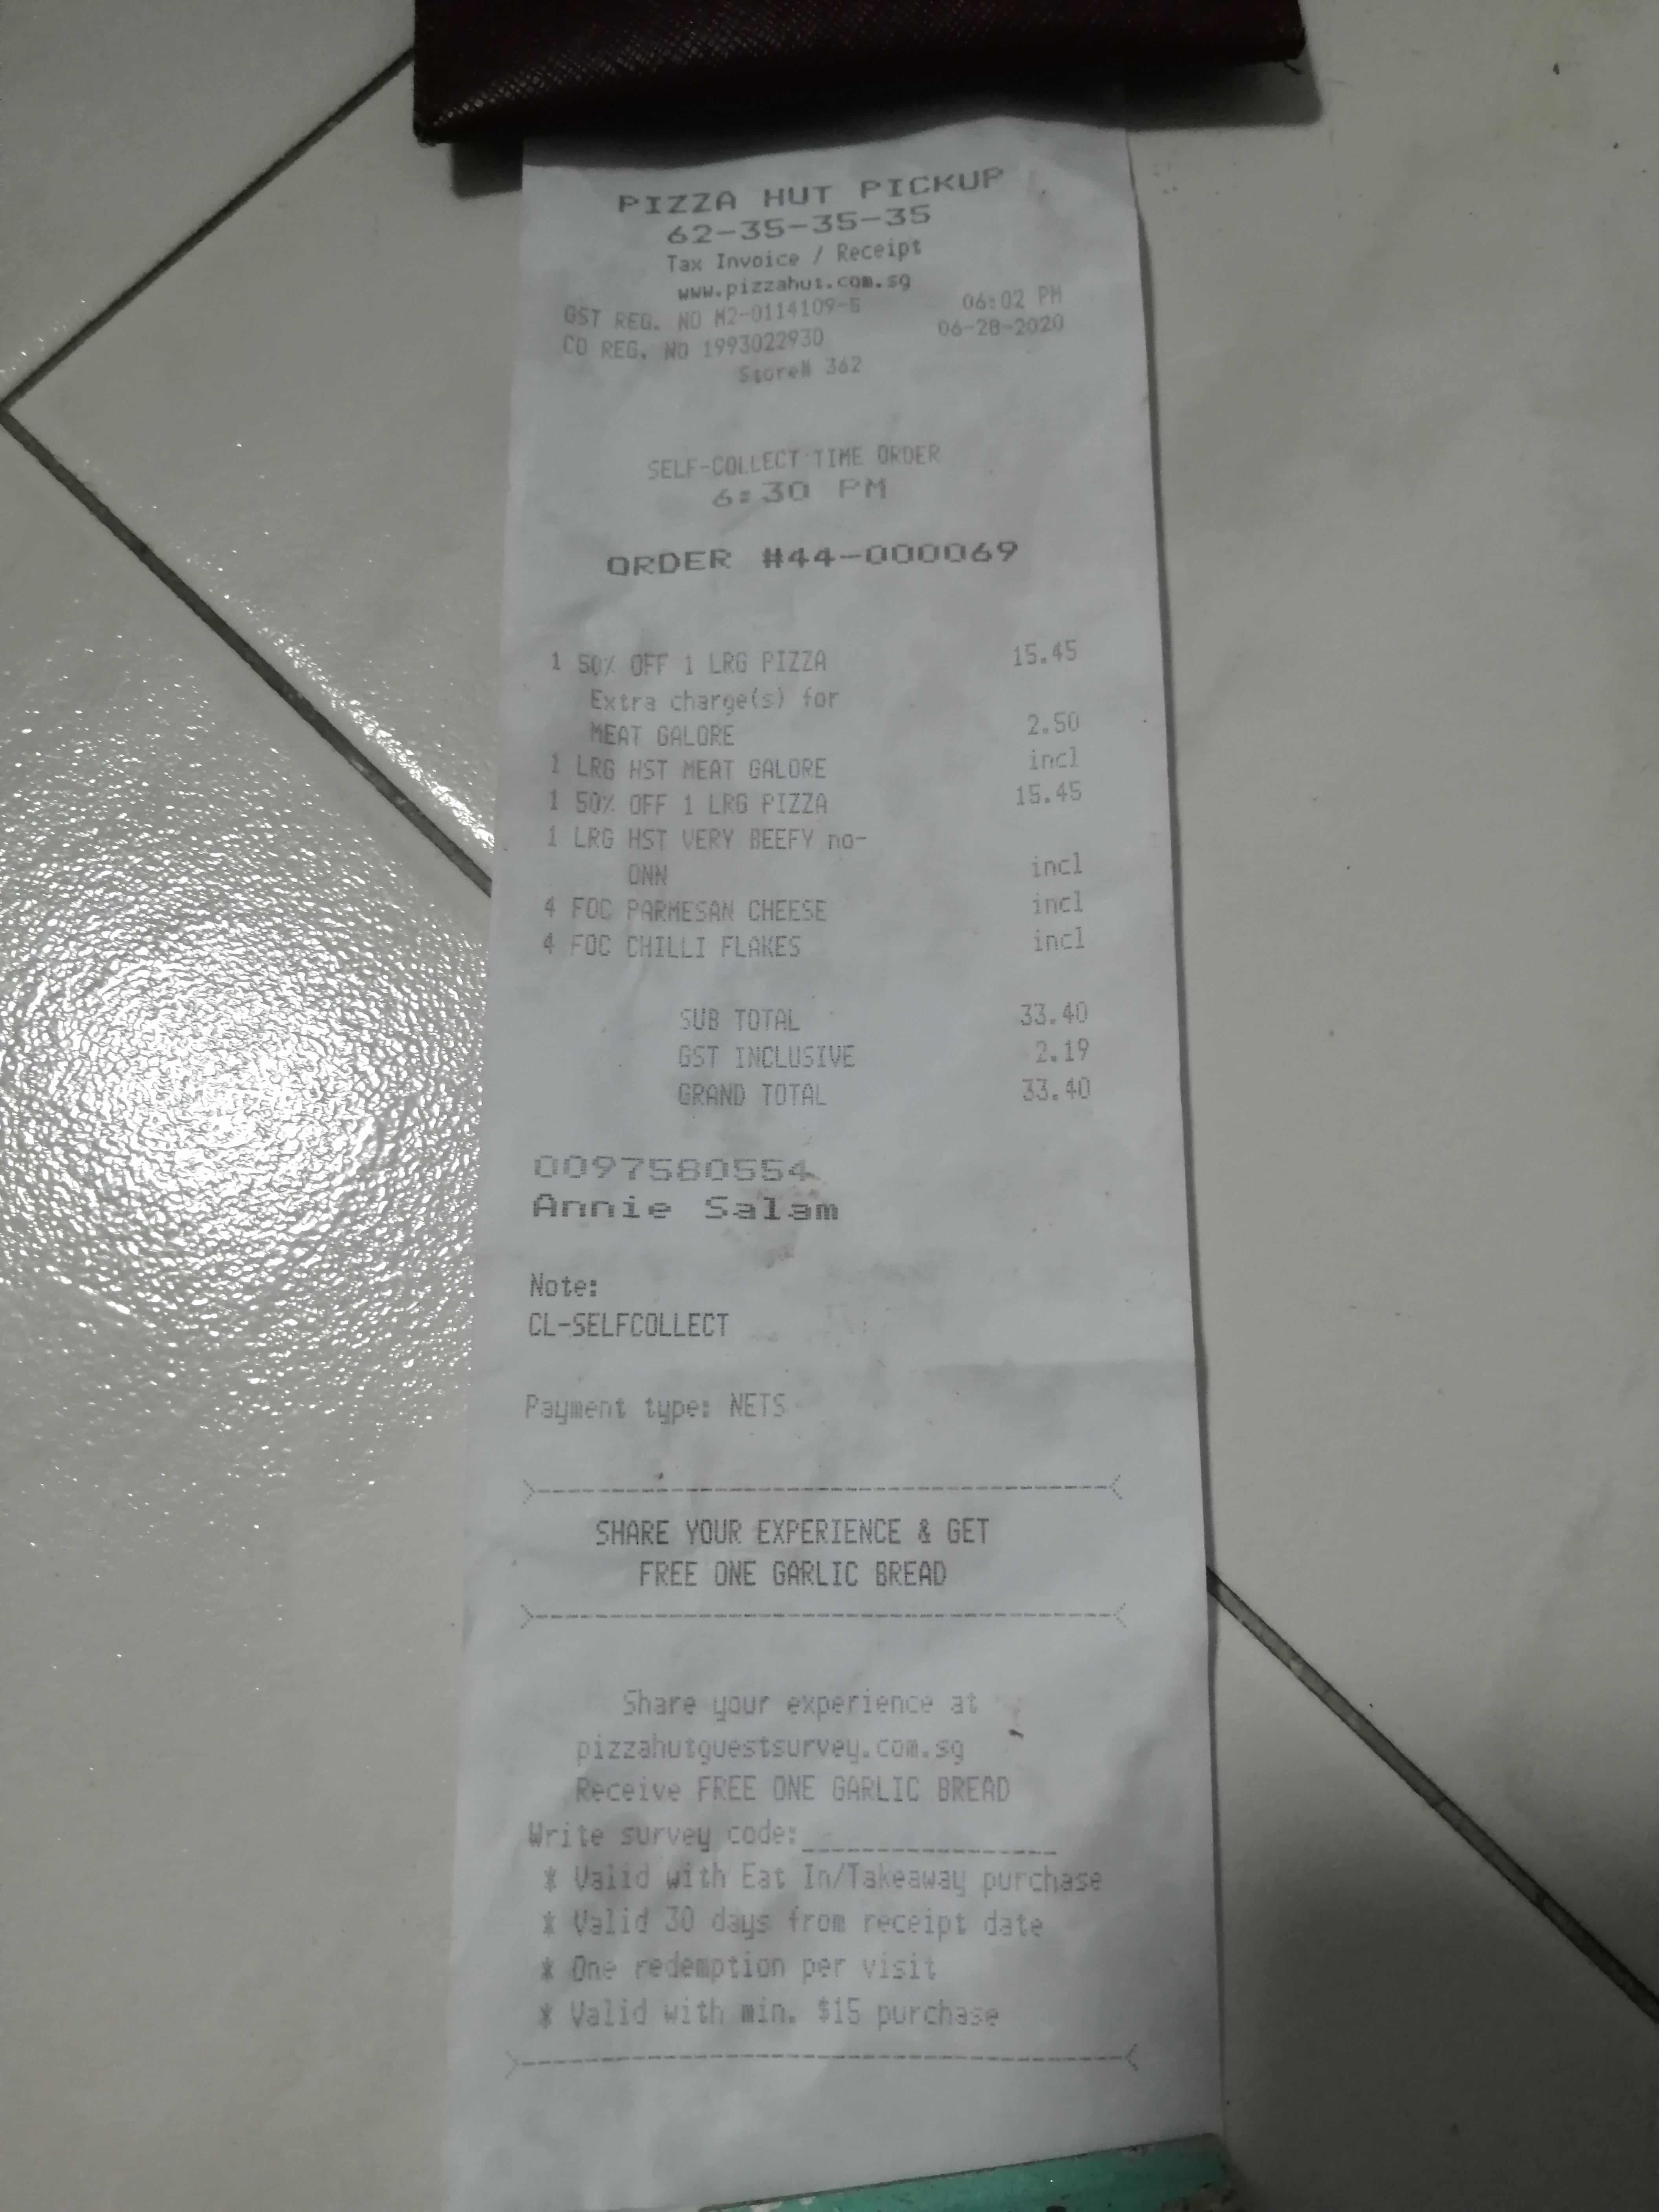 PIZZA HUT PICKUP
62-35-35-35
Tax Invoice / Receipt
www.pizzahut.com.sg
GST REG. NO M2-0114109-5 06:02 PM
CO REG. NO 199302293D 06-28-2020
Store# 362
SELF-COLLECT TIME ORDER
6:30 PM
ORDER #44-000069
1 50% OFF 1 LRG PIZZA 15.45
Extra charge(s) for
MEAT GALORE 2.50
1 LRG HST MEAT GALORE incl
1 50% OFF 1 LRG PIZZA 15.45
1 LRG HST VERY BEEFY no-
ONN incl
4 FOC PARMESAN CHEESE incl
4 FOC CHILLI FLAKES incl
SUB TOTAL 33.40
GST INCLUSIVE 2.19
GRAND TOTAL 33.40
0097580554
Annie Salam
Note:
CL-SELFCOLLECT
Payment type: NETS
>--------------------------------------------<
SHARE YOUR EXPERIENCE & GET
FREE ONE GARLIC BREAD
>--------------------------------------------<
Share your experience at
pizzahutguestsurvey.com.sg
Receive FREE ONE GARLIC BREAD
Write survey code:________________
* Valid with Eat In/Takeaway purchase
* Valid 30 days from receipt date
* One redemption per visit
* Valid with min. $15 purchase
>--------------------------------------------<